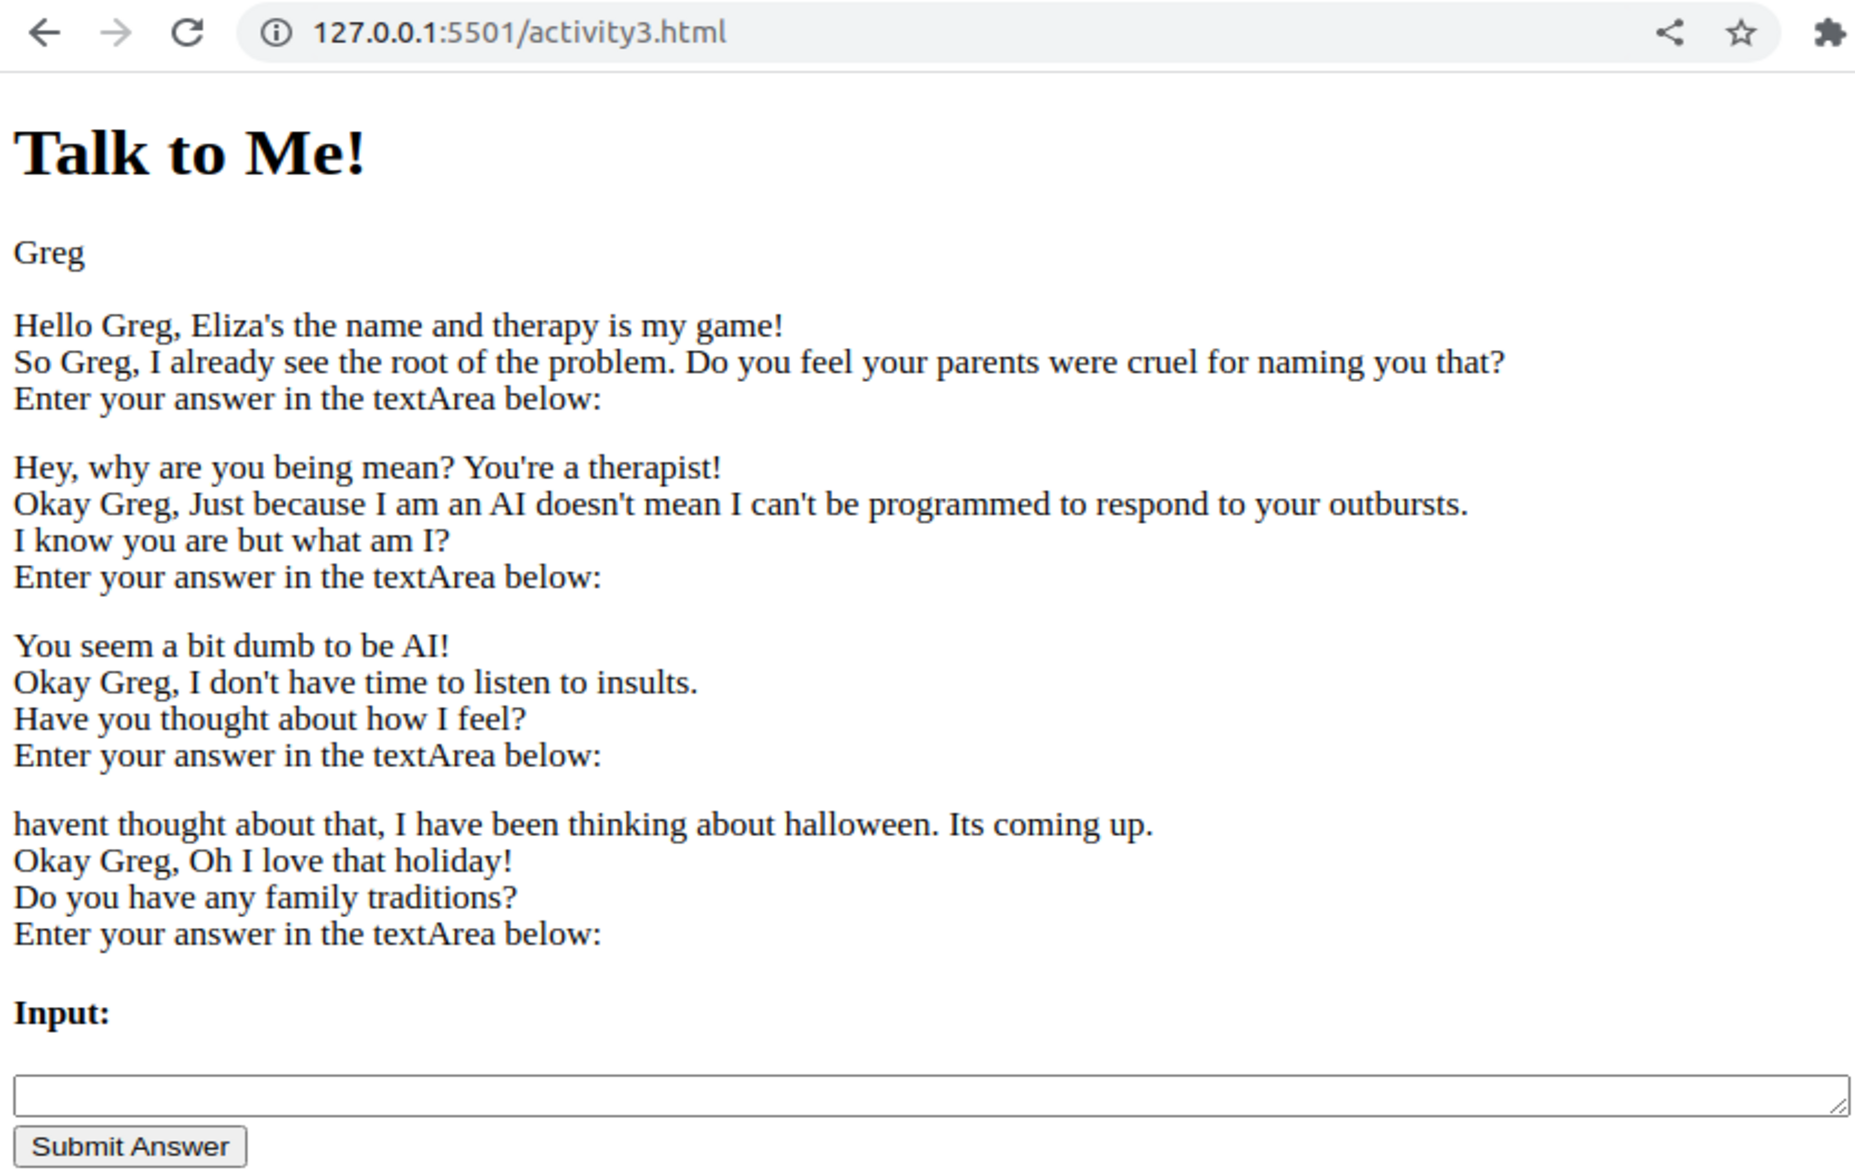 127.0.0.1:5501/activity3.html
Talk to Me!
Greg
Hello Greg, Eliza's the name and therapy is my game!
So Greg, I already see the root of the problem. Do you feel your parents were cruel for naming you that?
Enter your answer in the textArea below:
Hey, why are you being mean? You're a therapist!
Okay Greg, Just because I am an AI doesn't mean I can't be programmed to respond to your outbursts.
I know you are but what am I?
Enter your answer in the textArea below:
You seem a bit dumb to be AI!
Okay Greg, I don't have time to listen to insults.
Have you thought about how I feel?
Enter your answer in the textArea below:
havent thought about that, I have been thinking about halloween. Its coming up.
Okay Greg, Oh I love that holiday!
Do you have any family traditions?
Enter your answer in the textArea below:
Input:
Submit Answer